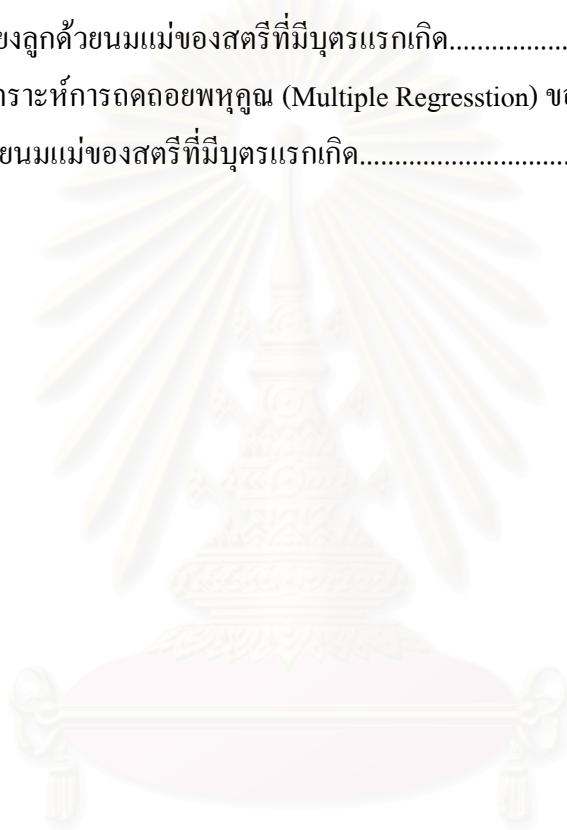 ยงลูกด้วยนมแม่ของสตรีที่มีบุตรแรกเกิด.................
ราะห์การถดถอยพหุคูณ (Multiple Regresstion) ข
ยนมแม่ของสตรีที่มีบุตรแรกเกิด..............................